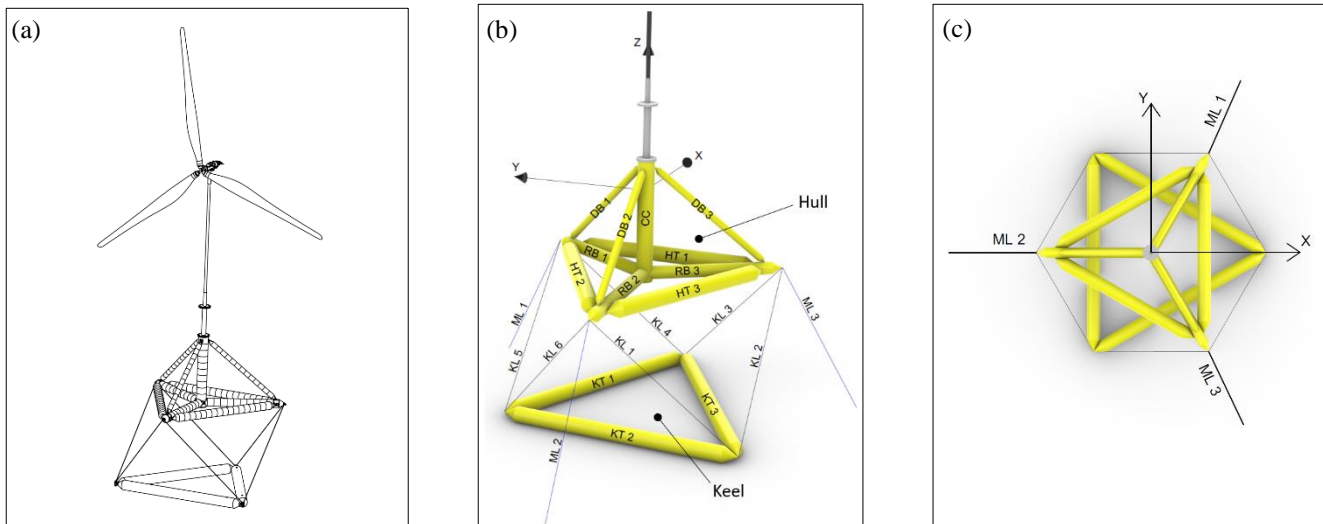 (a)
(b)
Z
X
Y
Hull
DB 1
DB 2
DB 3
CC
RB 1
HT 1
RB 3
HT 2
RB 2
HT 3
ML 1
KL 5
KL 6
KL 4
KL 1
KL 3
KL 2
ML 3
KT 1
KT 3
KT 2
ML 2
Keel
(c)
Y
ML 1
ML 2
X
ML 3